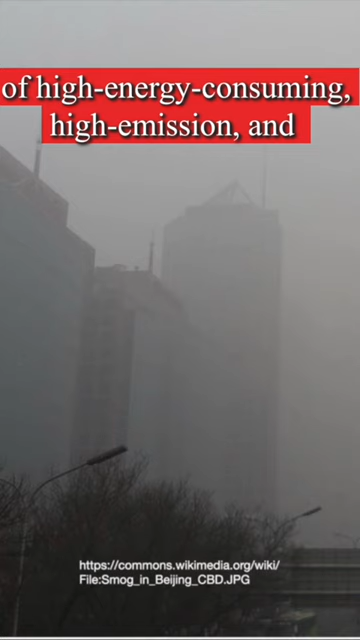 of high-energy-consuming,
high-emission, and
https://commons.wikimedia.org/wiki/
File:Smog_in_Beijing_CBD.JPG